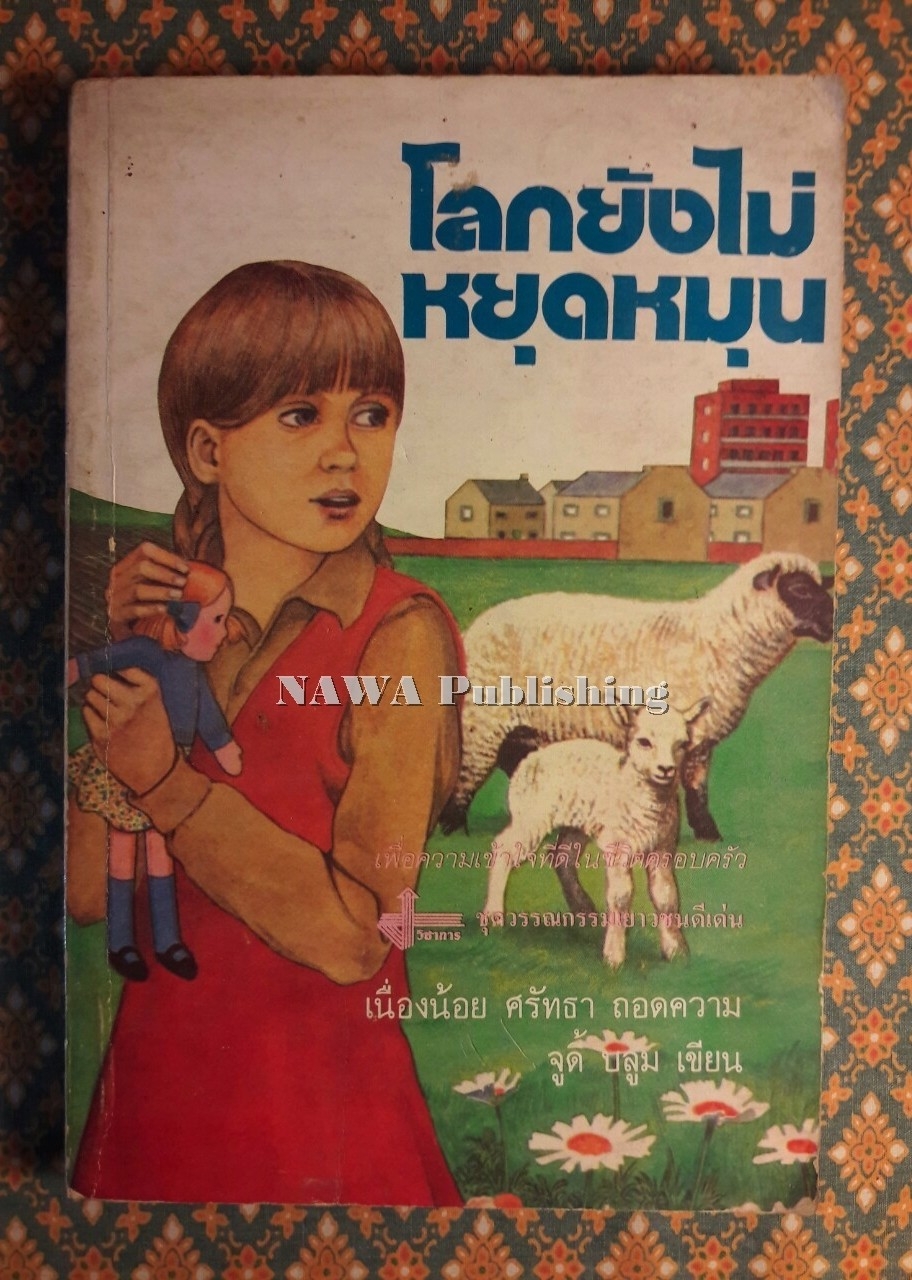 โลกยังไม่
หยุดหมุน
NAWA Publishing
เพื่อความเข้าใจที่ดีในชีวิตครอบครัว
วิชาการ
ชุดวรรณกรรมเยาวชนดีเด่น
เนื่องน้อย ศรัทธา ถอดความ
จูดี้ บลูม เขียน